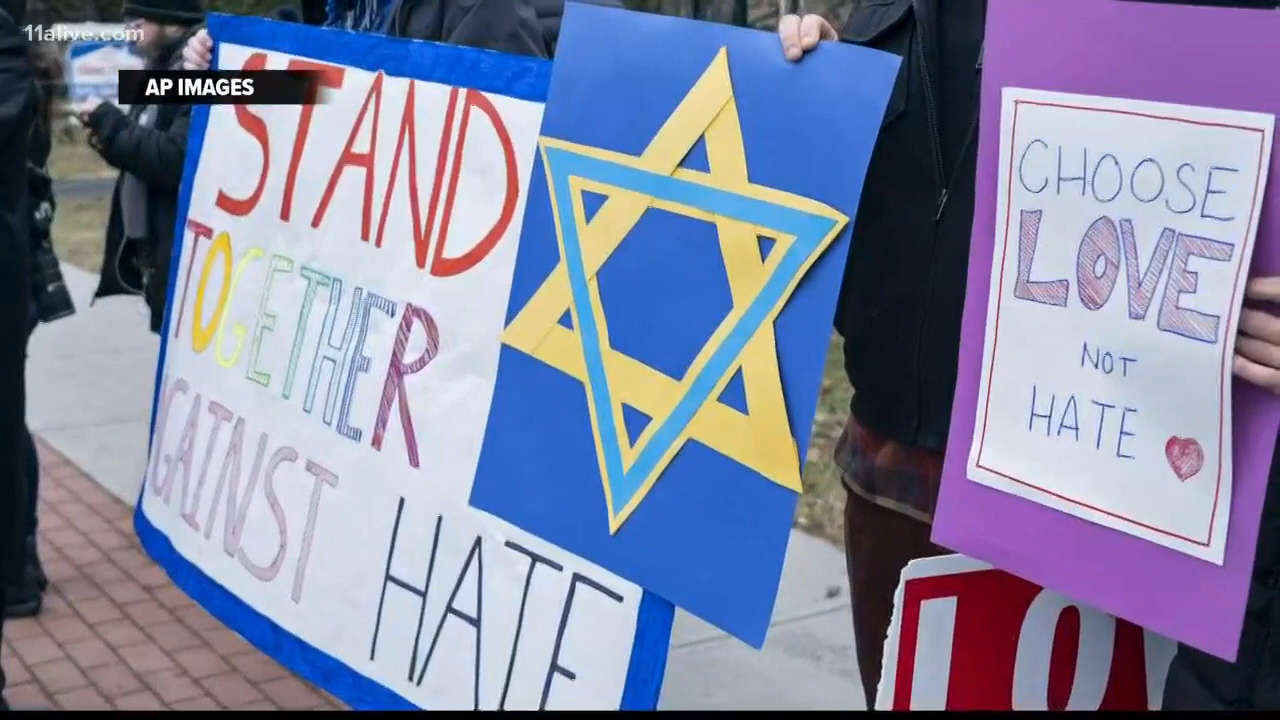 11alive.com
AP IMAGES
STAND
TOGETHER
AGAINST
HATE
CHOOSE
LOVE
NOT
HATE